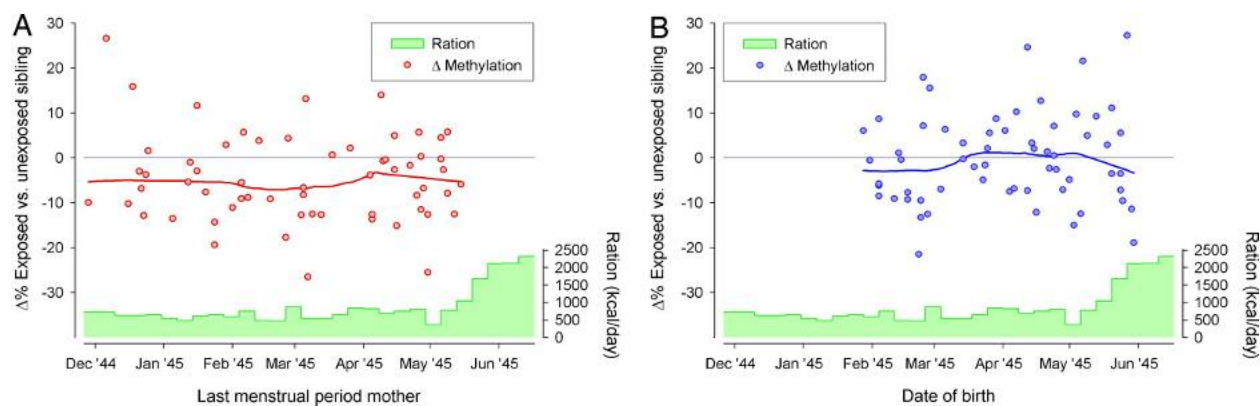 A
Δ% Exposed vs. unexposed sibling
30
20
10
0
-10
-20
-30
Ration
Δ Methylation
2500
2000
1500
1000
500
0
Ration (kcal/day)
Dec '44 Jan '45 Feb '45 Mar '45 Apr '45 May '45 Jun '45
Last menstrual period mother
B
Δ% Exposed vs. unexposed sibling
30
20
10
0
-10
-20
-30
Ration
Δ Methylation
2500
2000
1500
1000
500
0
Ration (kcal/day)
Dec '44 Jan '45 Feb '45 Mar '45 Apr '45 May '45 Jun '45
Date of birth